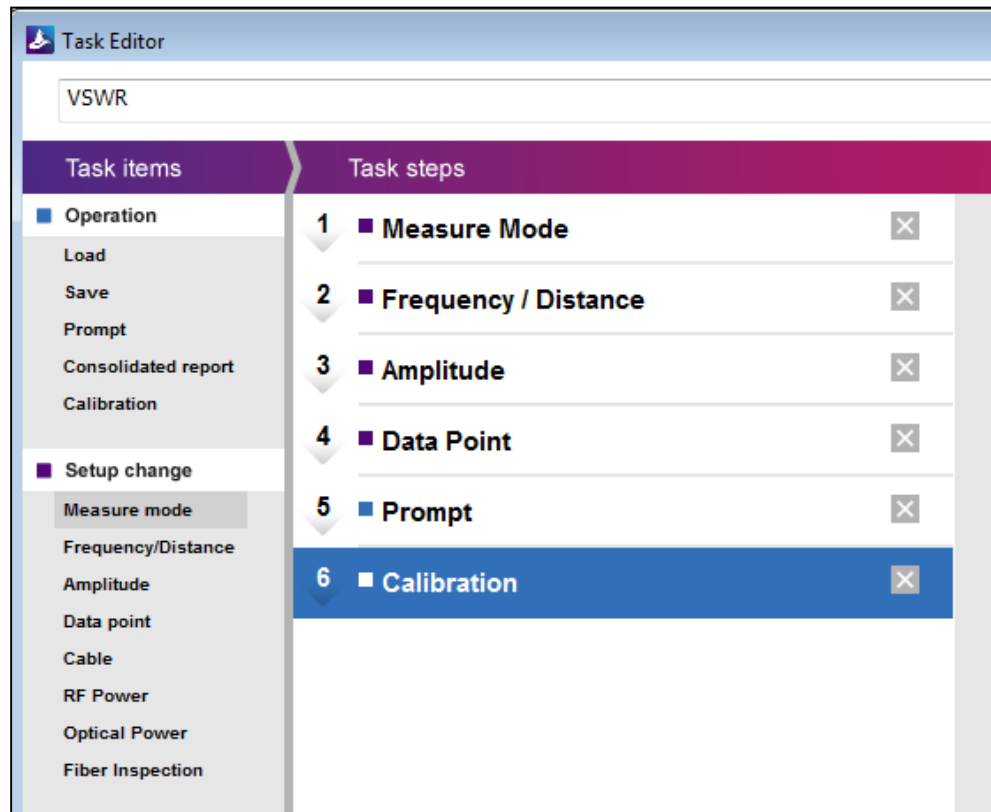 Task Editor
VSWR
Task items
Task steps
Operation
Load
Save
Prompt
Consolidated report
Calibration
Setup change
Measure mode
Frequency/Distance
Amplitude
Data point
Cable
RF Power
Optical Power
Fiber Inspection
1 Measure Mode
2 Frequency / Distance
3 Amplitude
4 Data Point
5 Prompt
6 Calibration